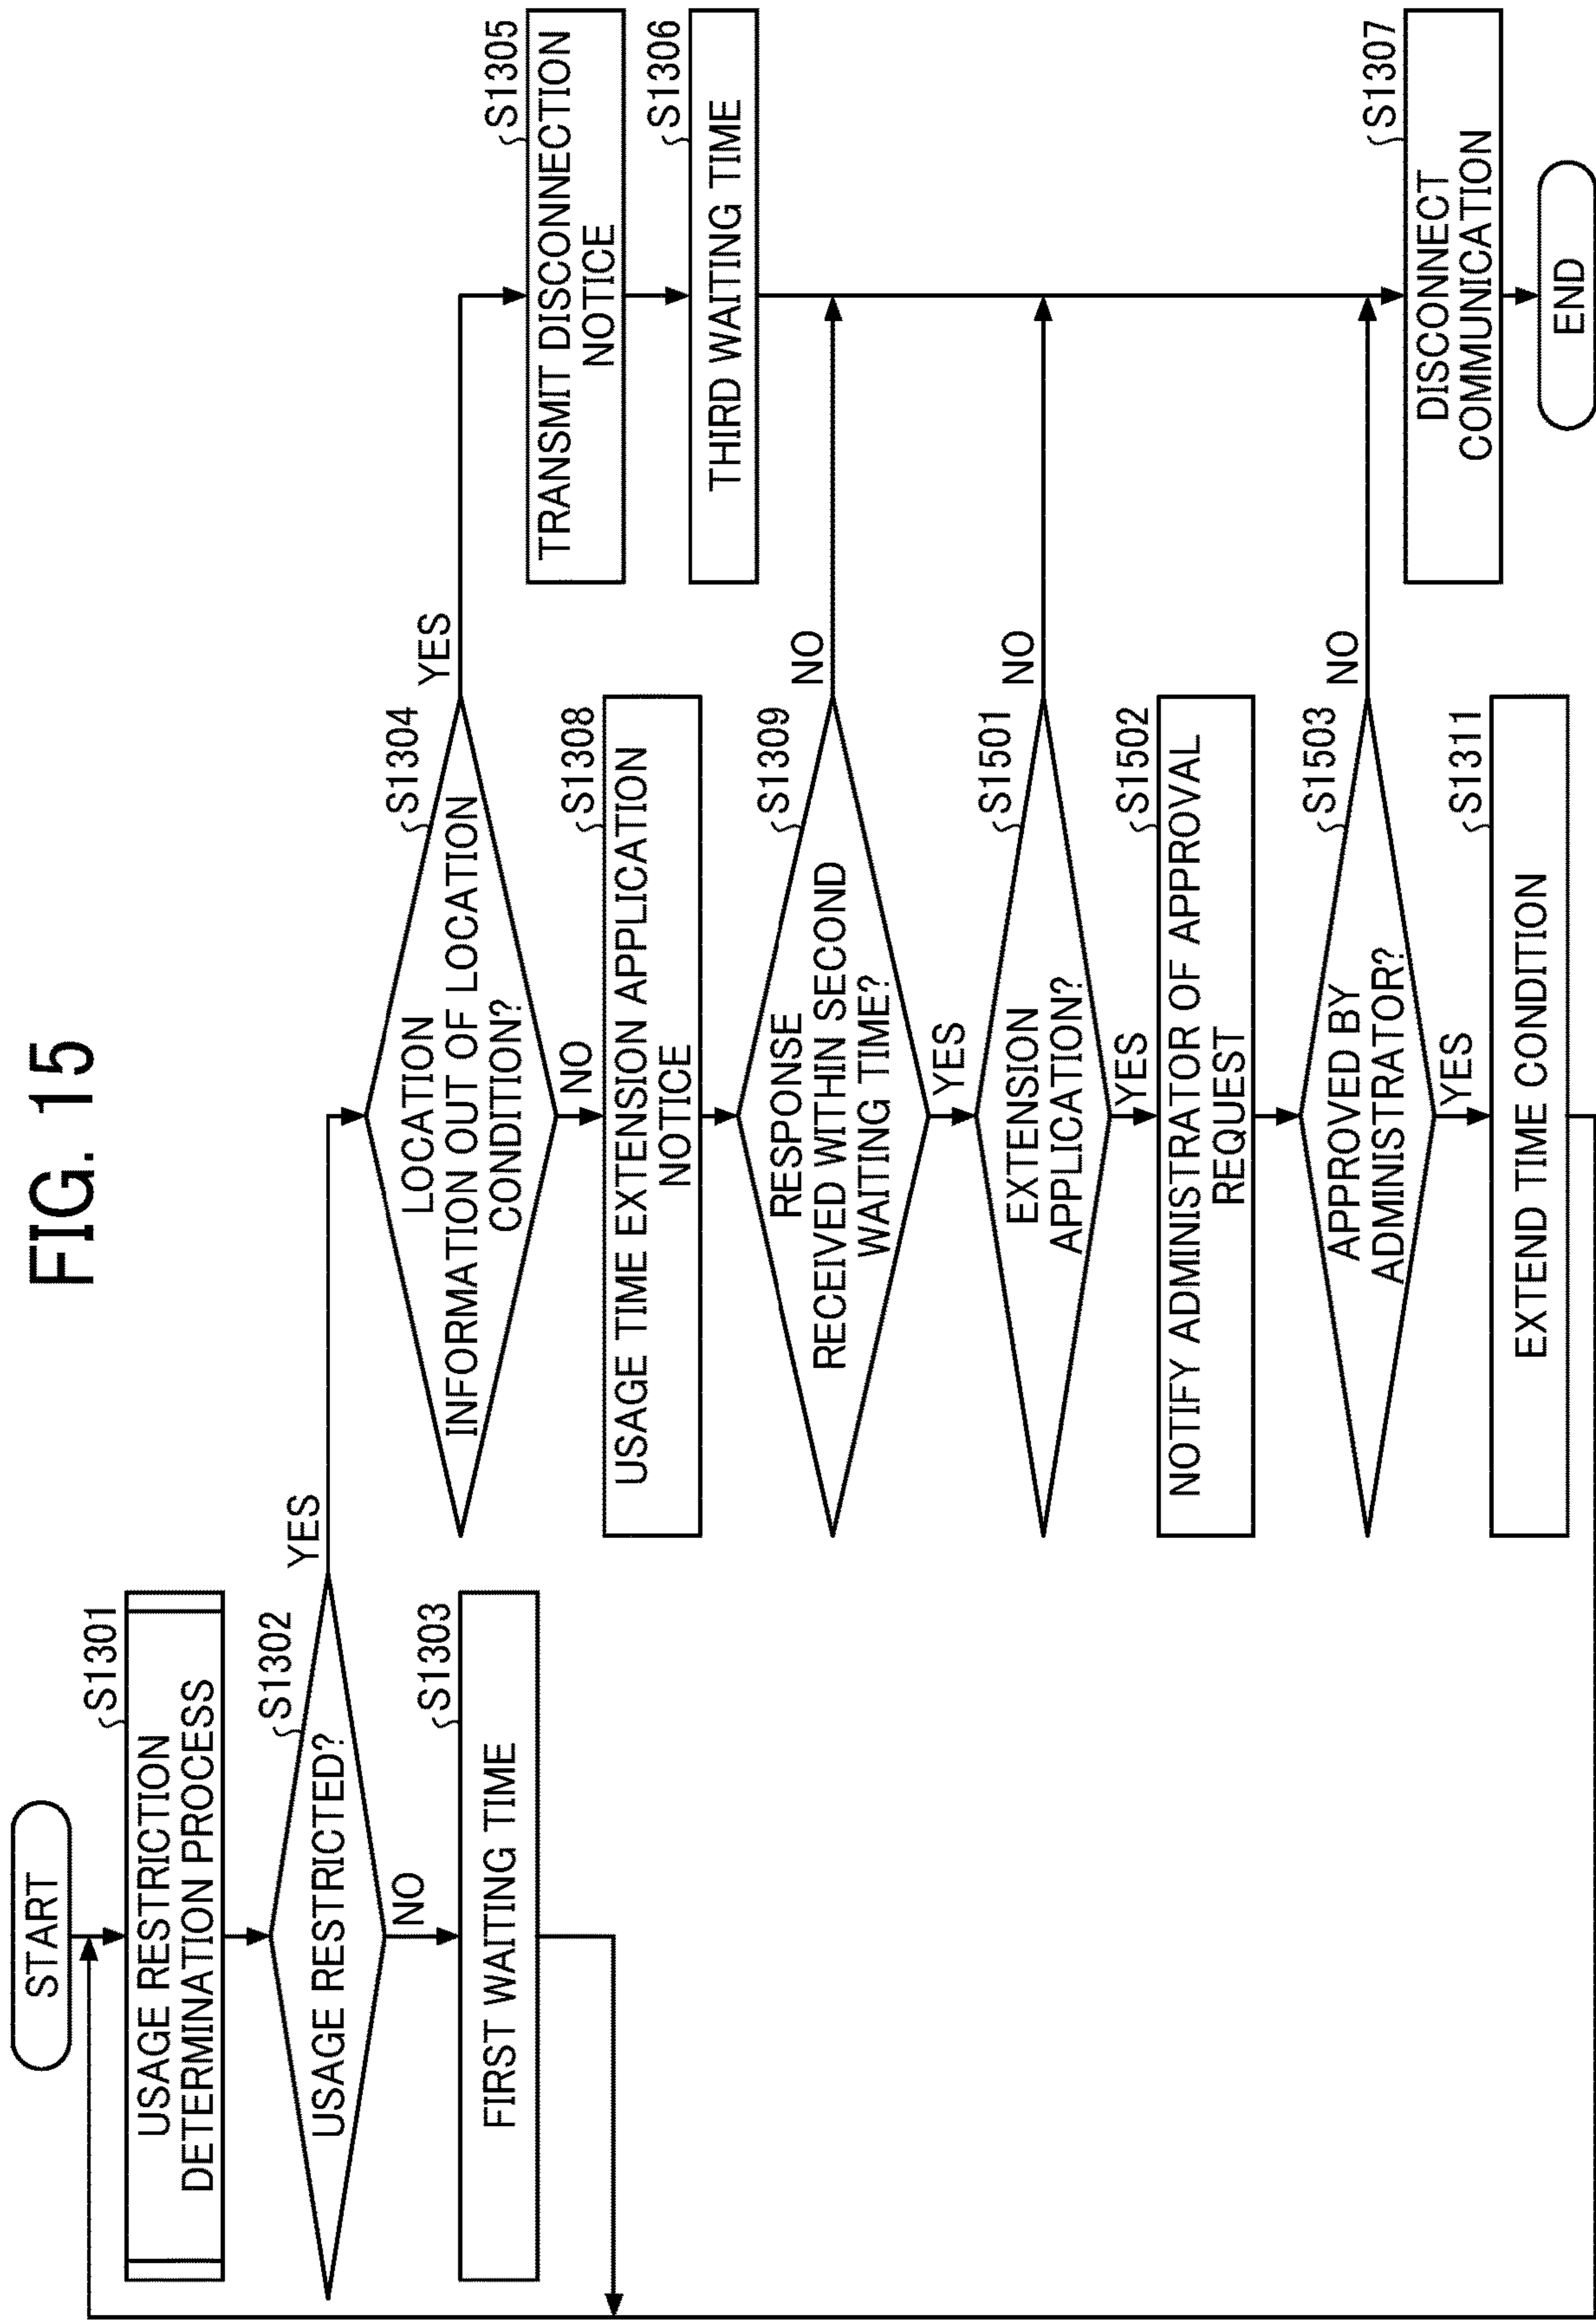 FIG. 15
START
S1301
USAGE RESTRICTION
DETERMINATION PROCESS
S1302
USAGE RESTRICTED?
YES
NO
S1303
FIRST WAITING TIME
S1304
LOCATION
INFORMATION OUT OF LOCATION
CONDITION?
YES
NO
S1305
TRANSMIT DISCONNECTION
NOTICE
S1306
THIRD WAITING TIME
S1308
USAGE TIME EXTENSION APPLICATION
NOTICE
S1309
RESPONSE
RECEIVED WITHIN SECOND
WAITING TIME?
NO
YES
S1501
EXTENSION
APPLICATION?
NO
YES
S1502
NOTIFY ADMINISTRATOR OF APPROVAL
REQUEST
S1503
APPROVED BY
ADMINISTRATOR?
NO
YES
S1311
EXTEND TIME CONDITION
S1307
DISCONNECT
COMMUNICATION
END